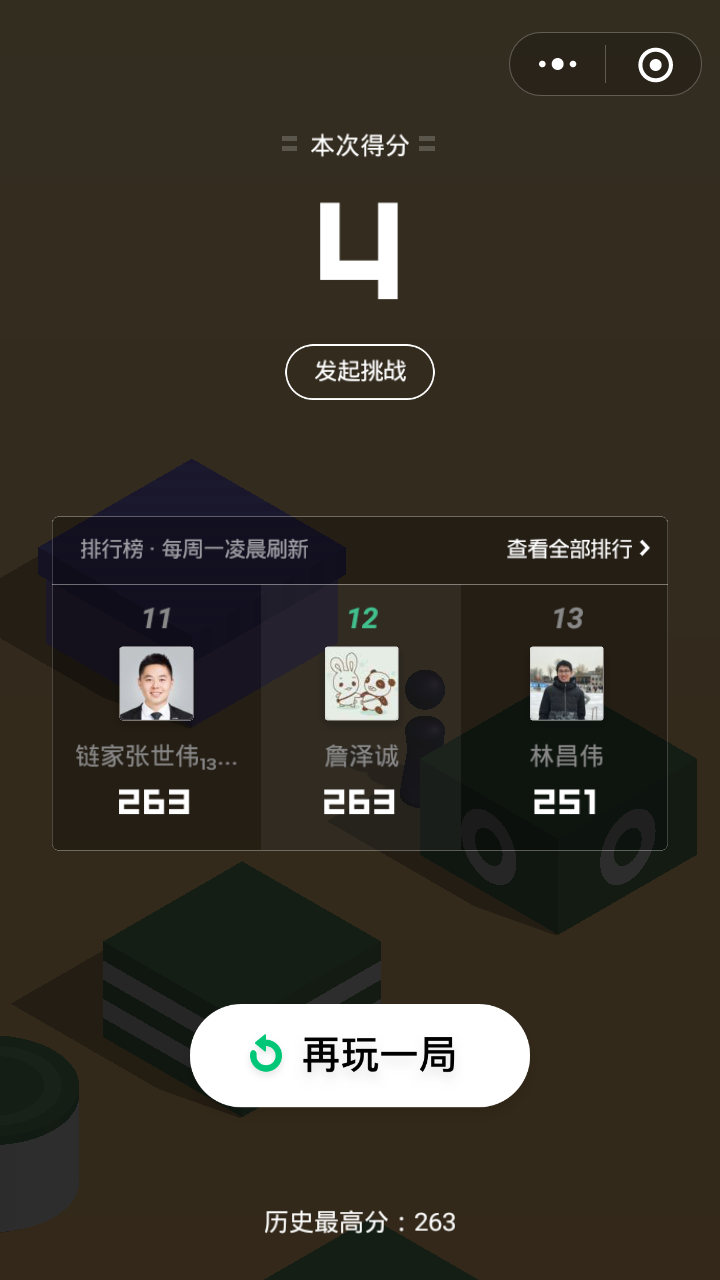 本次得分
4
发起挑战
排行榜 · 每周一凌晨刷新
查看全部排行
11
12
13
链家张世伟13...
詹泽诚
林昌伟
263
263
251
再玩一局
历史最高分：263